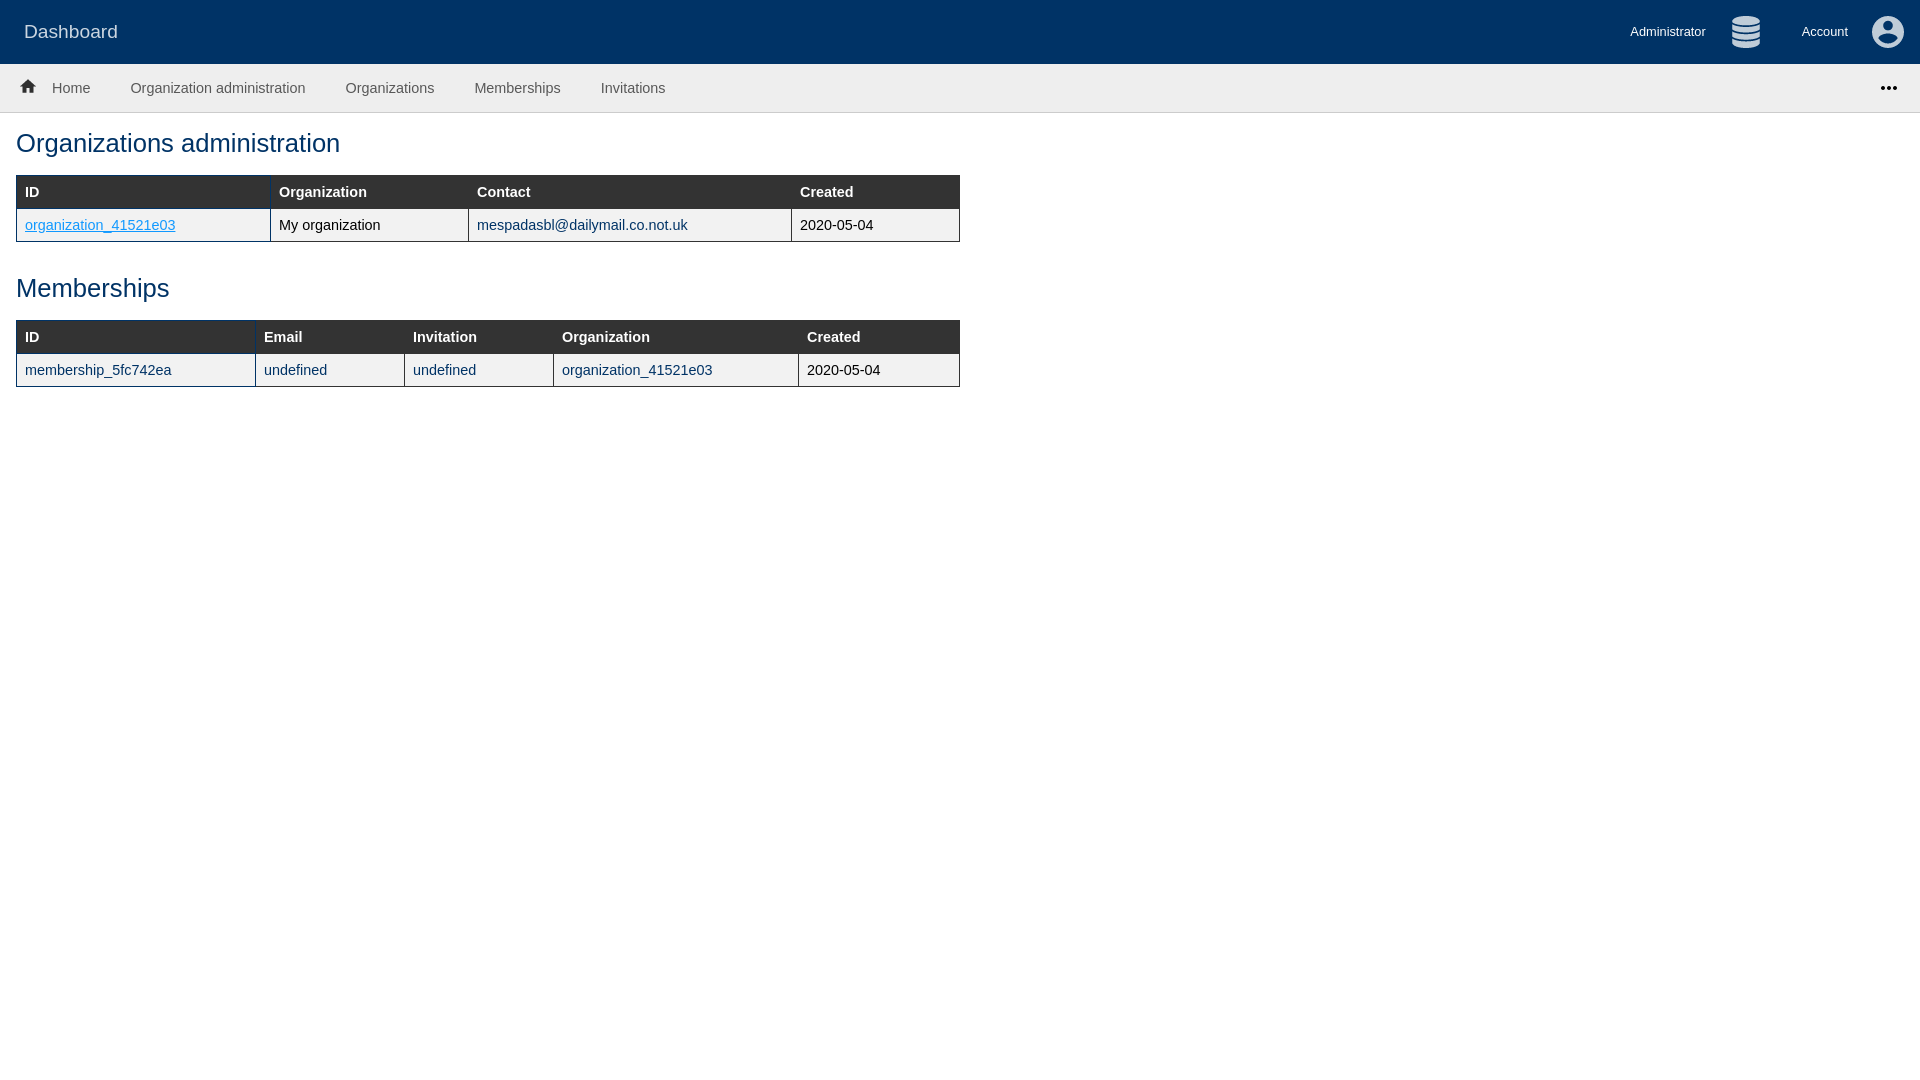 Dashboard
Administrator
Account
Home
Organization administration
Organizations
Memberships
Invitations
Organizations administration
ID Organization Contact Created
organization_41521e03 My organization mespadasbl@dailymail.co.not.uk 2020-05-04
Memberships
ID Email Invitation Organization Created
membership_5fc742ea undefined undefined organization_41521e03 2020-05-04